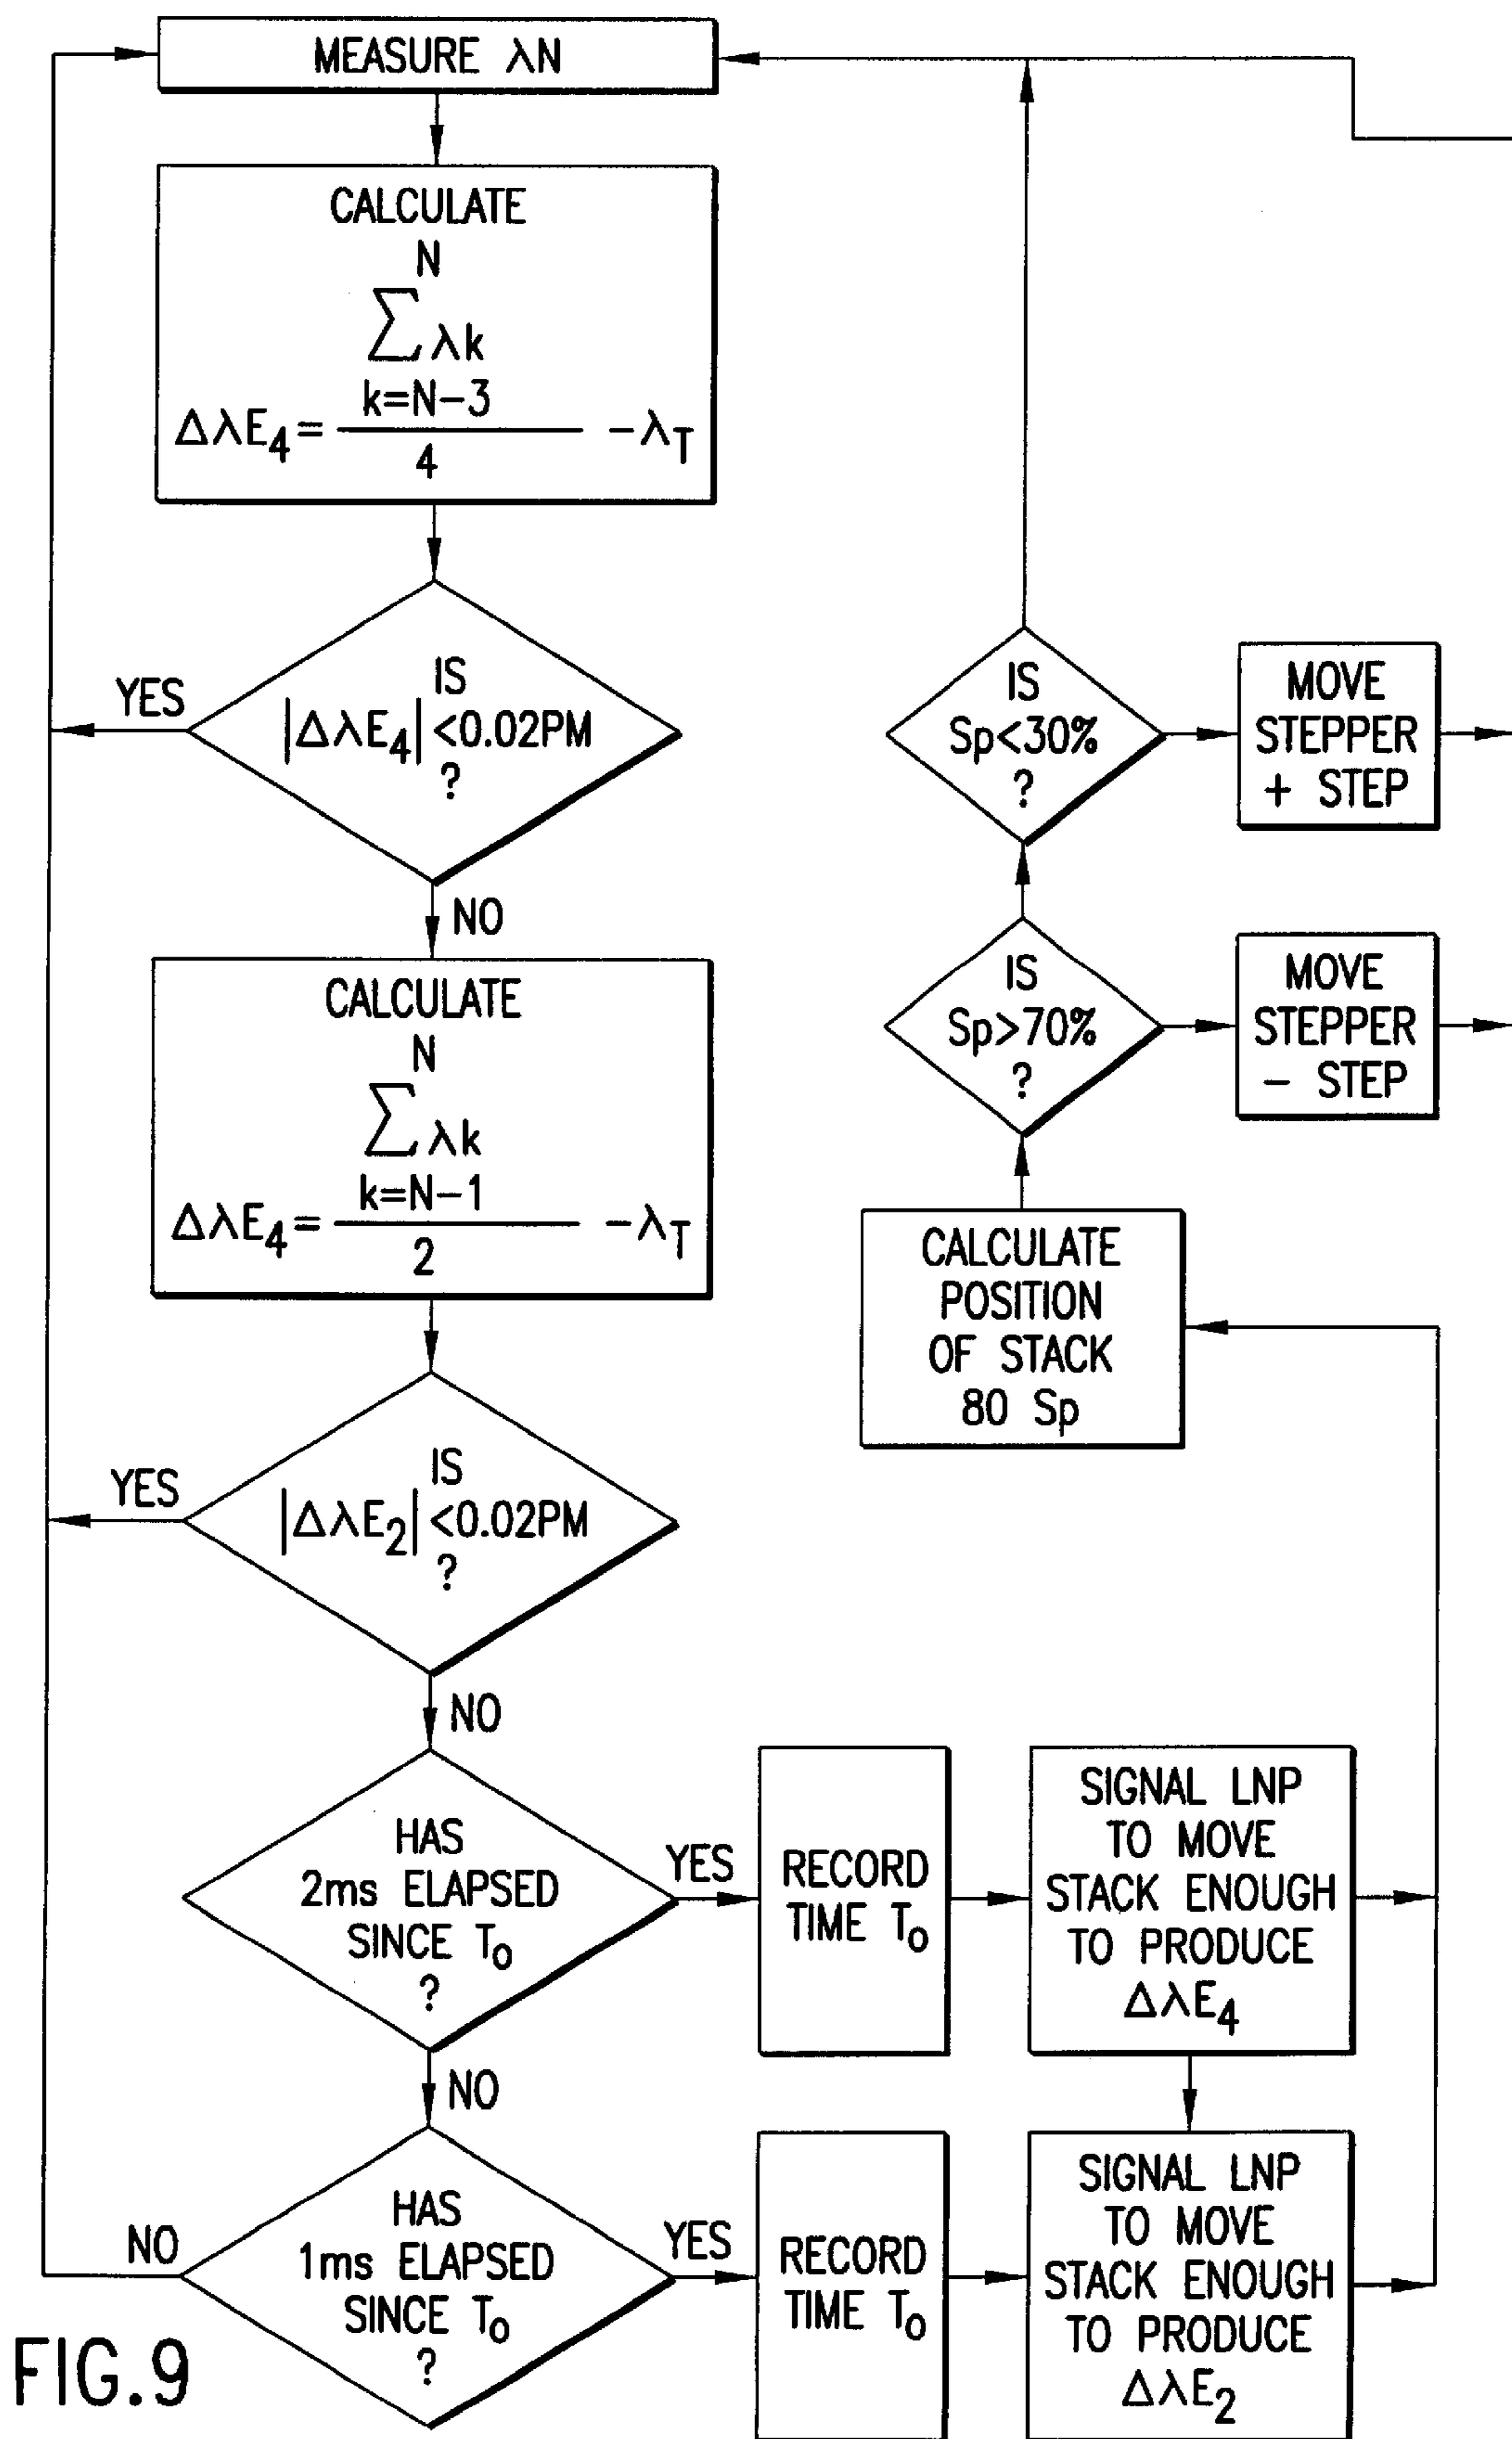 MEASURE λN
CALCULATE
N
∑ λk
k=N-3
ΔλE₄= ―― -λT
4
IS
|ΔλE₄|<0.02PM
?
YES
NO
CALCULATE
N
∑ λk
k=N-1
ΔλE₄= ―― -λT
2
IS
|ΔλE₂|<0.02PM
?
YES
NO
HAS
2ms ELAPSED
SINCE T₀
?
YES
NO
HAS
1ms ELAPSED
SINCE T₀
?
NO
YES
RECORD
TIME T₀
SIGNAL LNP
TO MOVE
STACK ENOUGH
TO PRODUCE
ΔλE₄
RECORD
TIME T₀
SIGNAL LNP
TO MOVE
STACK ENOUGH
TO PRODUCE
ΔλE₂
CALCULATE
POSITION
OF STACK
80 Sp
IS
Sp>70%
?
MOVE
STEPPER
- STEP
IS
Sp<30%
?
MOVE
STEPPER
+ STEP
FIG.9